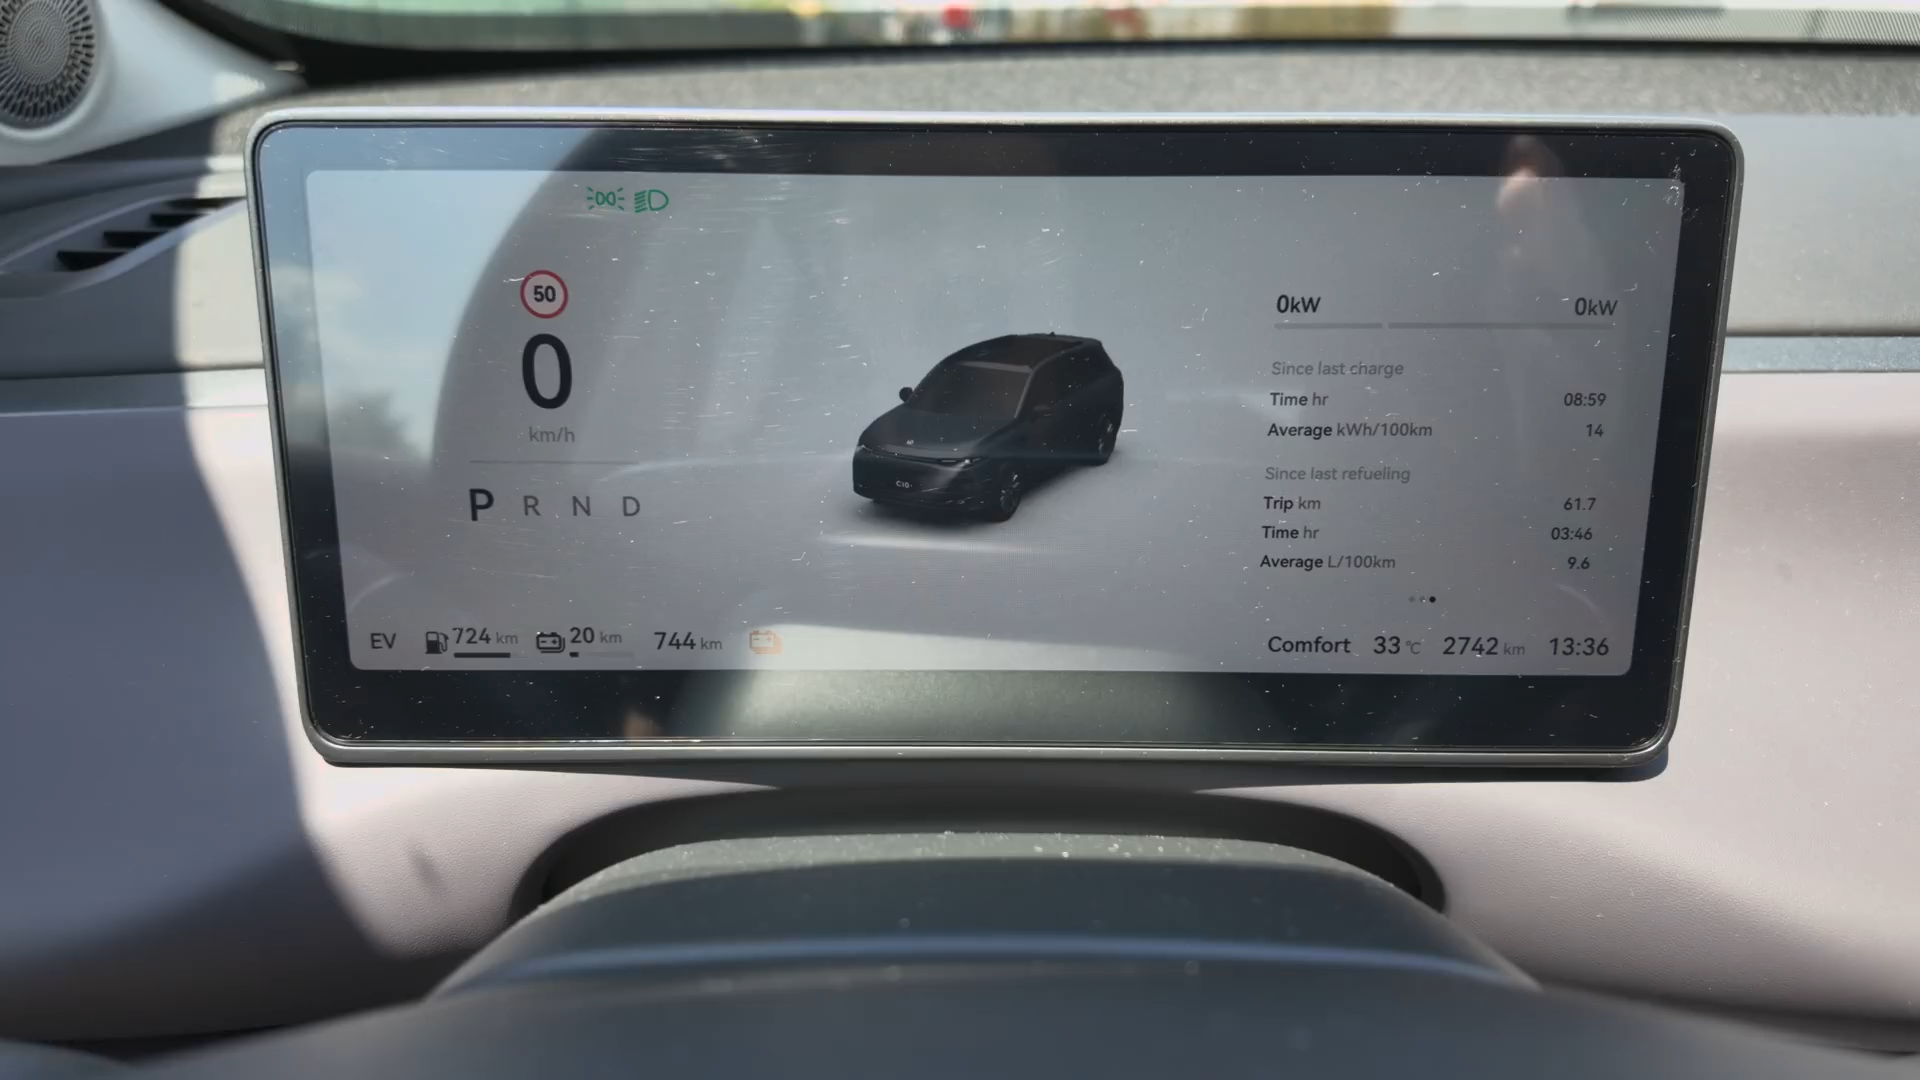 50
0
km/h
P R N D
C10
0kW 0kW
Since last charge
Time hr 08:59
Average kWh/100km 14
Since last refueling
Trip km 61.7
Time hr 03:46
Average L/100km 9.6
EV 724 km 20 km 744 km
Comfort 33 °C 2742 km 13:36